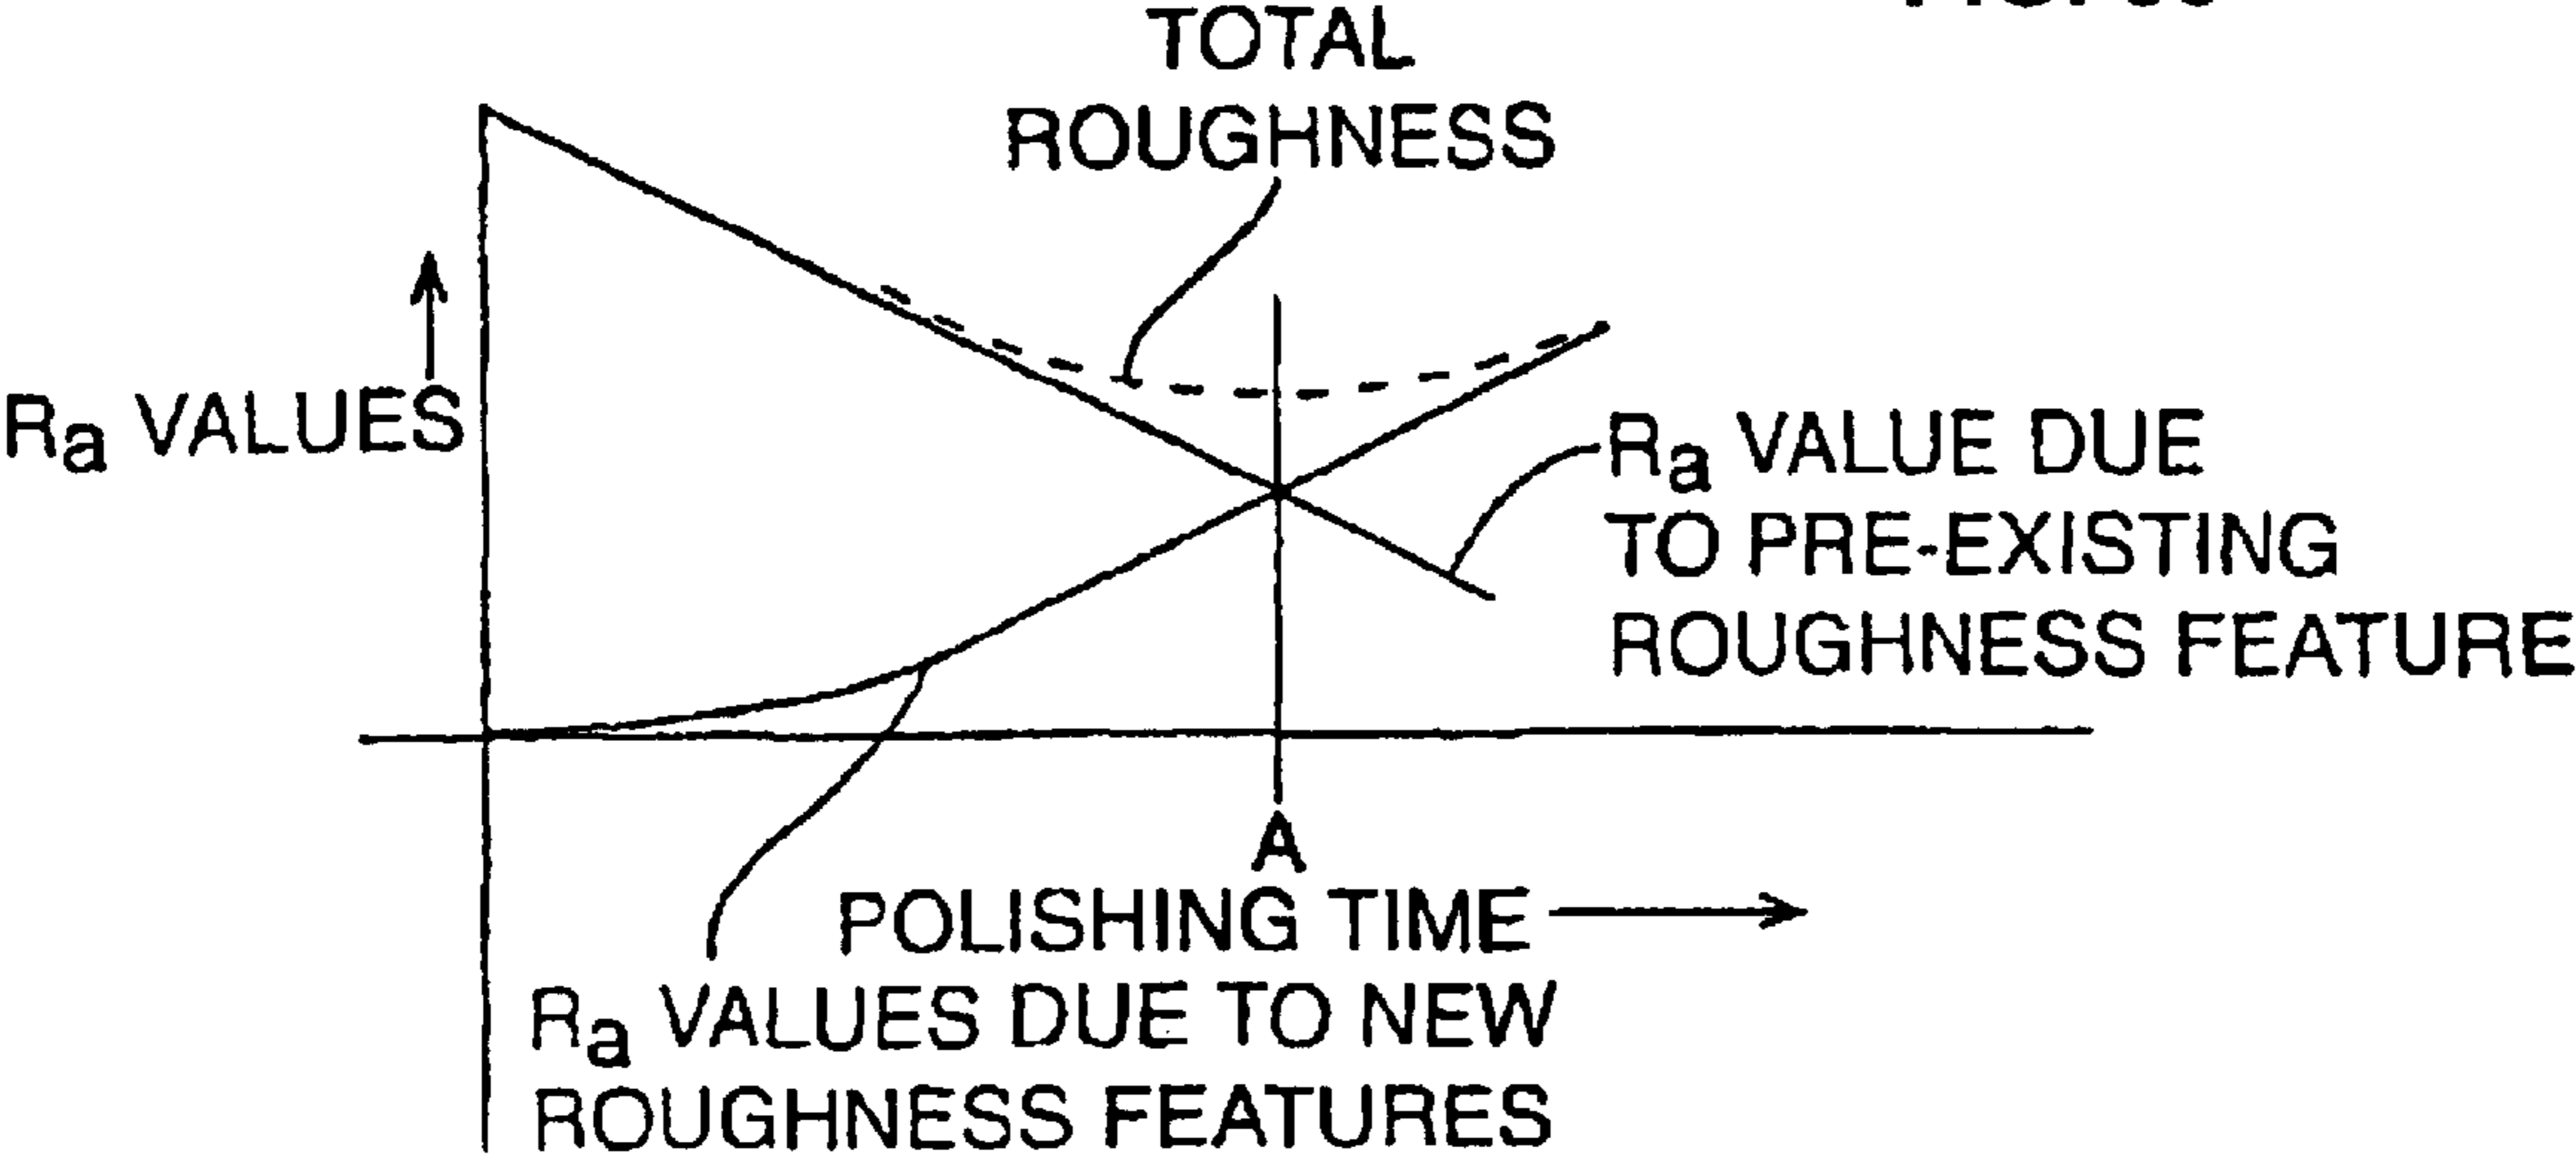 TOTAL
ROUGHNESS
Ra VALUES
Ra VALUE DUE
TO PRE-EXISTING
ROUGHNESS FEATURE
A
POLISHING TIME
Ra VALUES DUE TO NEW
ROUGHNESS FEATURES